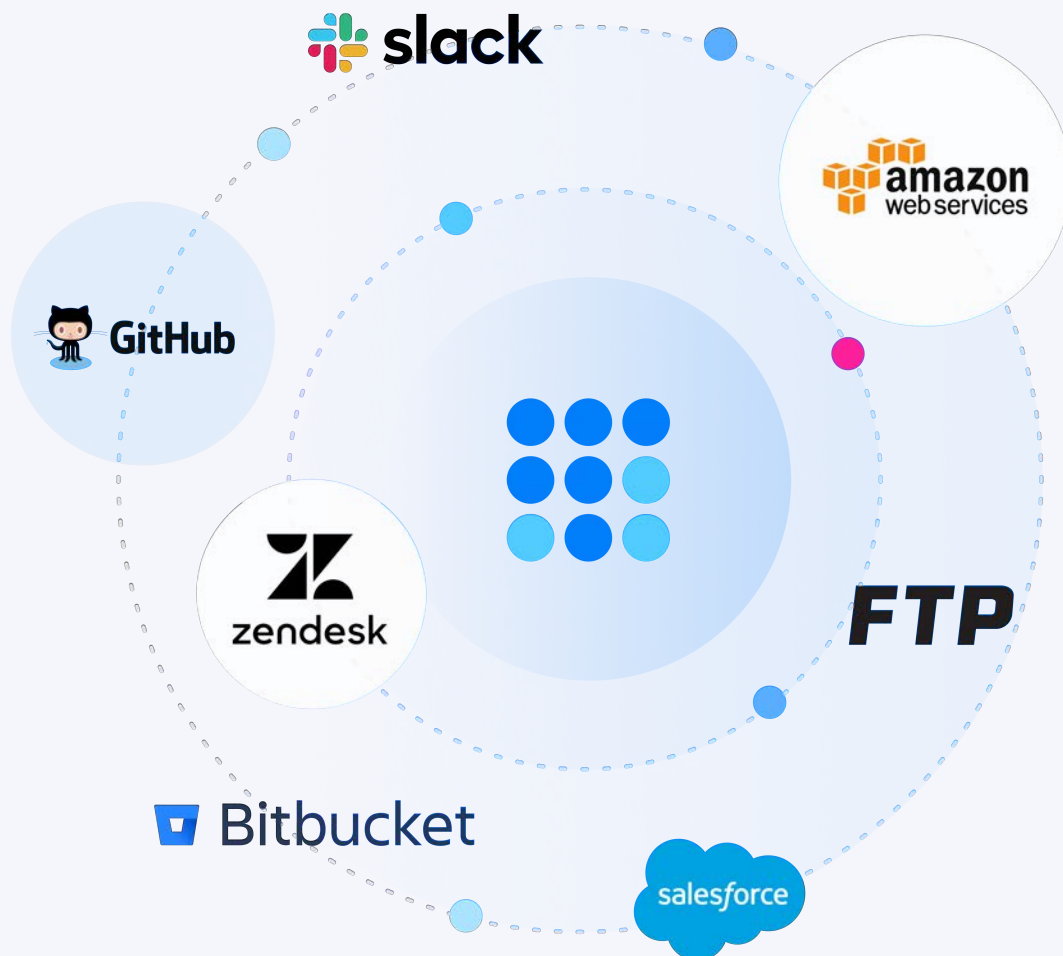 slack
amazon
web services
GitHub
zendesk
FTP
Bitbucket
salesforce